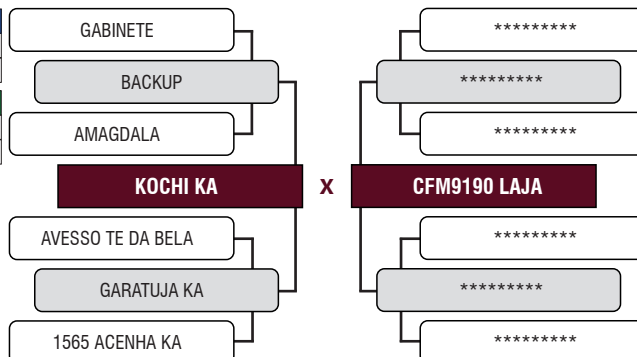 GABINETE
*********
BACKUP
*********
AMAGDALA
*********
KOCHI KA X CFM9190 LAJA
AVESSO TE DA BELA
*********
GARATUJA KA
*********
1565 ACENHA KA
*********